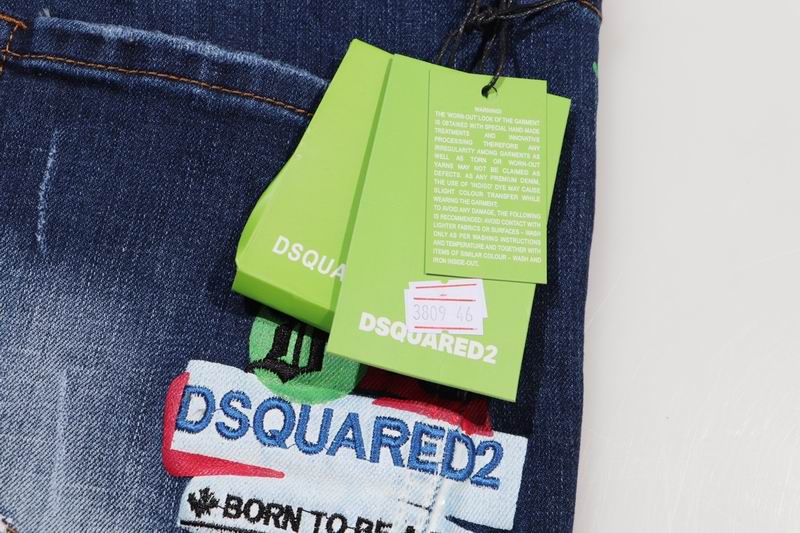 WARNING!
THE 'WORN-OUT' LOOK OF THE GARMENT
IS OBTAINED WITH SPECIAL HAND MADE
TREATMENTS AND INNOVATIVE
PROCESSING THEREFORE ANY
IRREGULARITY AMONG GARMENTS AS
WELL AS TORN OR WORN-OUT
YARNS MAY NOT BE CLAIMED AS
DEFECTS. AS ANY PREMIUM DENIM,
THE USE OF 'INDIGO' DYE MAY CAUSE
SLIGHT COLOUR TRANSFER WHILE
WEARING THE GARMENT.
TO AVOID ANY DAMAGE, THE FOLLOWING
IS RECOMMENDED: AVOID CONTACT WITH
LIGHTER FABRICS OR SURFACES - WASH
ONLY AS PER WASHING INSTRUCTIONS
AND TEMPERATURE AND TOGETHER WITH
ITEMS OF SIMILAR COLOUR - WASH AND
IRON INSIDE-OUT.
DSQUA
3809 46
DSQUARED2
D
DSQUARED2
BORN TO BE A